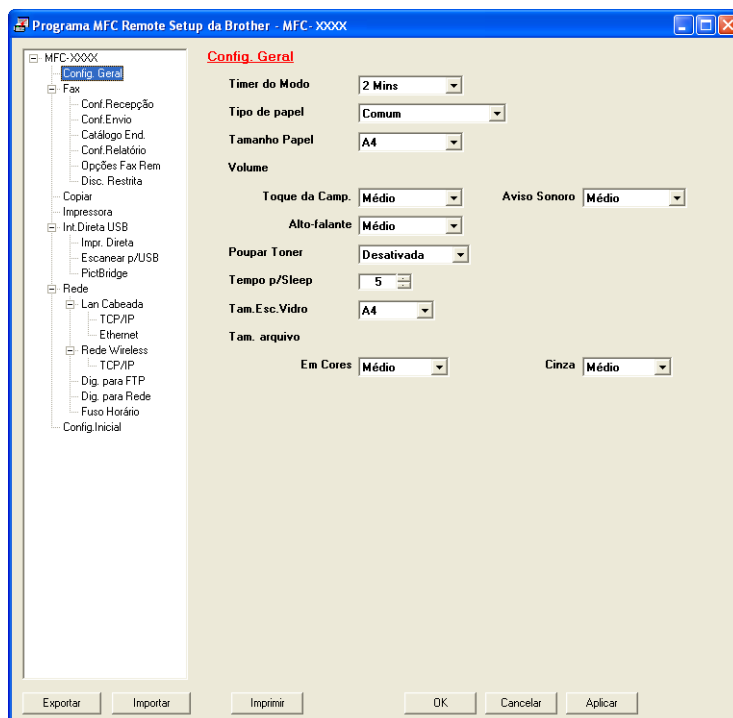 Programa MFC Remote Setup da Brother - MFC- XXXX
MFC-XXXX
Config. Geral
Fax
Conf.Recepção
Conf.Envio
Catálogo End.
Conf.Relatório
Opções Fax Rem
Disc. Restrita
Copiar
Impressora
Int.Direta USB
Impr. Direta
Escanear p/USB
PictBridge
Rede
Lan Cabeada
TCP/IP
Ethernet
Rede Wireless
TCP/IP
Dig. para FTP
Dig. para Rede
Fuso Horário
Config.Inicial
Config. Geral
Timer do Modo 2 Mins
Tipo de papel Comum
Tamanho Papel A4
Volume
Toque da Camp. Médio Aviso Sonoro Médio
Alto-falante Médio
Poupar Toner Desativada
Tempo p/Sleep 5
Tam.Esc.Vidro A4
Tam. arquivo
Em Cores Médio Cinza Médio
Exportar Importar Imprimir OK Cancelar Aplicar